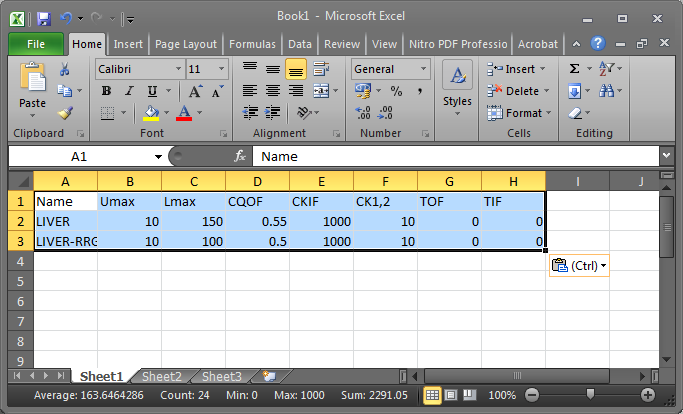 Book1 - Microsoft Excel
File Home Insert Page Layout Formulas Data Review View Nitro PDF Professio Acrobat
Paste Calibri 11 General Styles Insert
B I U $ % , Delete
A Format
Clipboard Font Alignment Number Cells Editing
A1 fx Name
A B C D E F G H I J
1 Name Umax Lmax CQOF CKIF CK1,2 TOF TIF
2 LIVER 10 150 0.55 1000 10 0 0
3 LIVER-RRG 10 100 0.5 1000 10 0 0
4 (Ctrl)
5
6
7
8
9
Sheet1 Sheet2 Sheet3
Average: 163.6464286 Count: 24 Min: 0 Max: 1000 Sum: 2291.05 100%